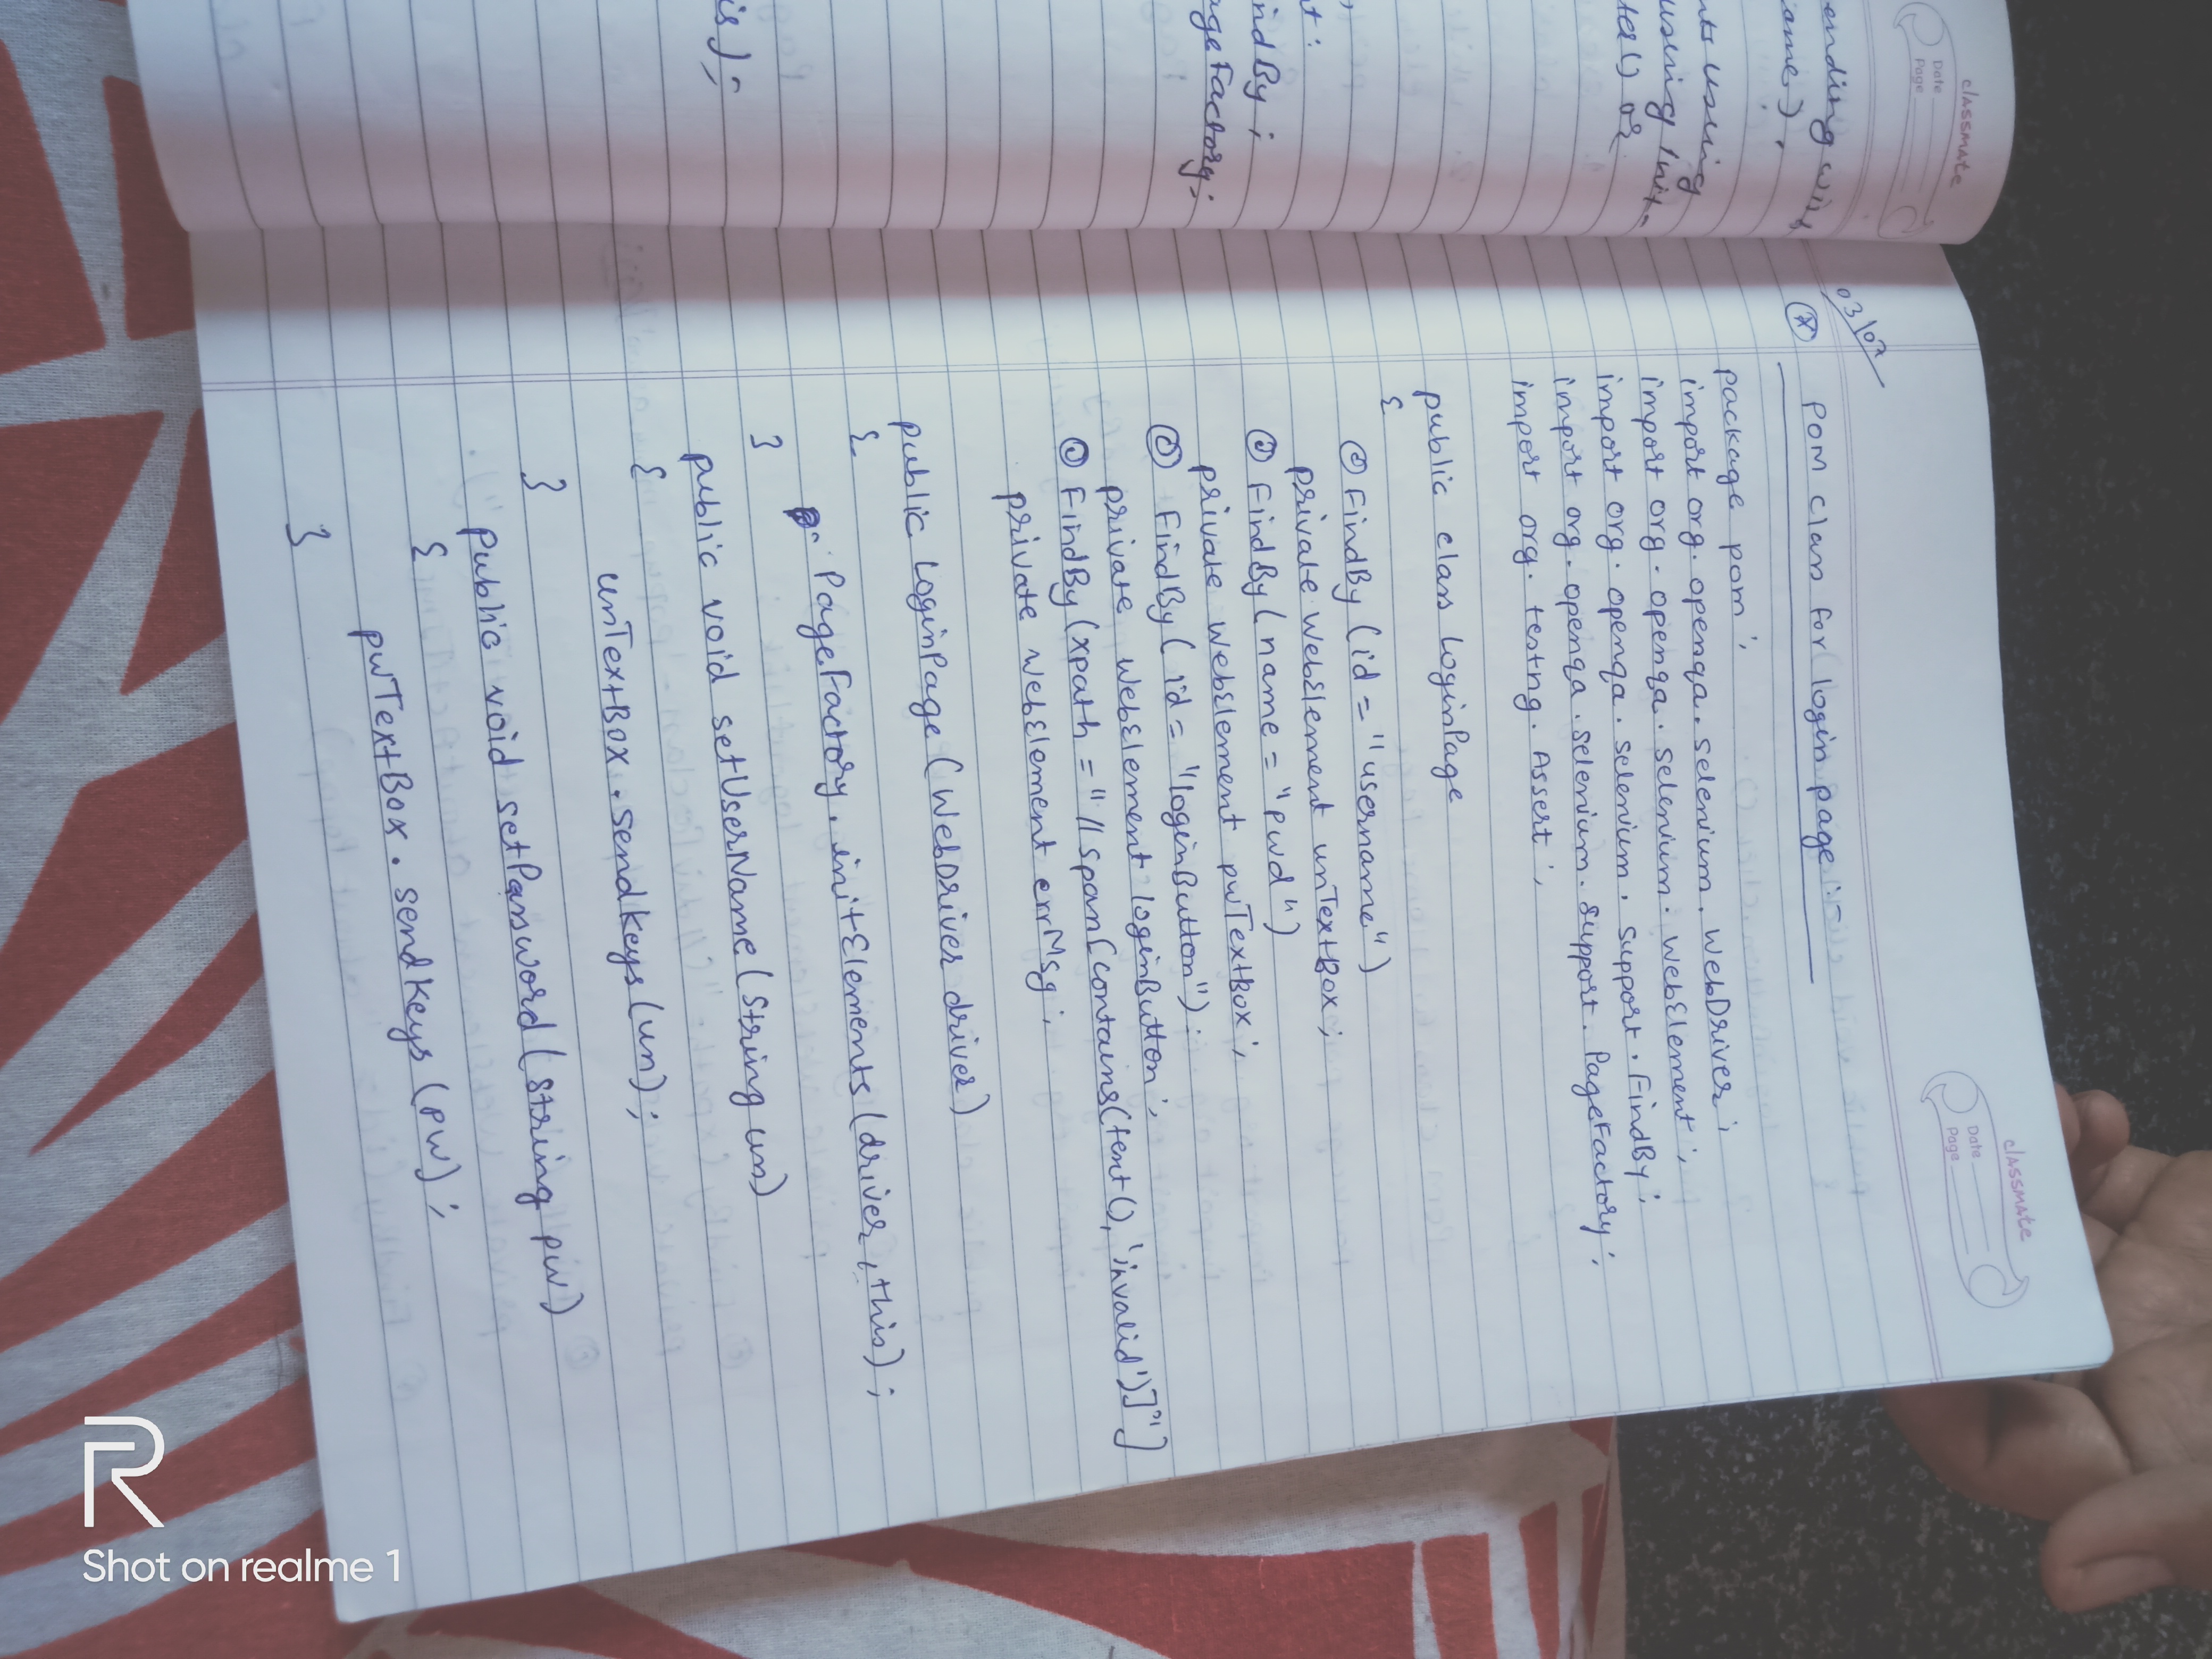 classmate
Date
Page
ending with
ame).
nts using
using Init-
ter() or
t:
ndBy;
ageFactory;
is);
classmate
Date
Page
03/07
POM class for login page :-
package pom;
import org. openqa. selenium. WebDriver;
import org. openqa. selenium. WebElement;
import org. openqa. selenium. support. FindBy;
import org. openqa. selenium. support. PageFactory;
import org. testng. Assert;
public class LoginPage
{
@ FindBy (id = "username")
private WebElement unTextBox;
@ FindBy (name = "pwd")
private WebElement pwTextBox;
@ FindBy ( id = "loginButton");
private WebElement loginButton;
@ FindBy (xpath = "//span[contains(text(), 'invalid')]"]
private WebElement errMsg;
public LoginPage (WebDriver driver)
{
PageFactory. initElements (driver, this);
}
public void setUserName (String un)
{
unTextBox. sendkeys (un);
}
public void setPassword (String pw)
{
pwTextBox. sendkeys (pw);
}
R
Shot on realme 1